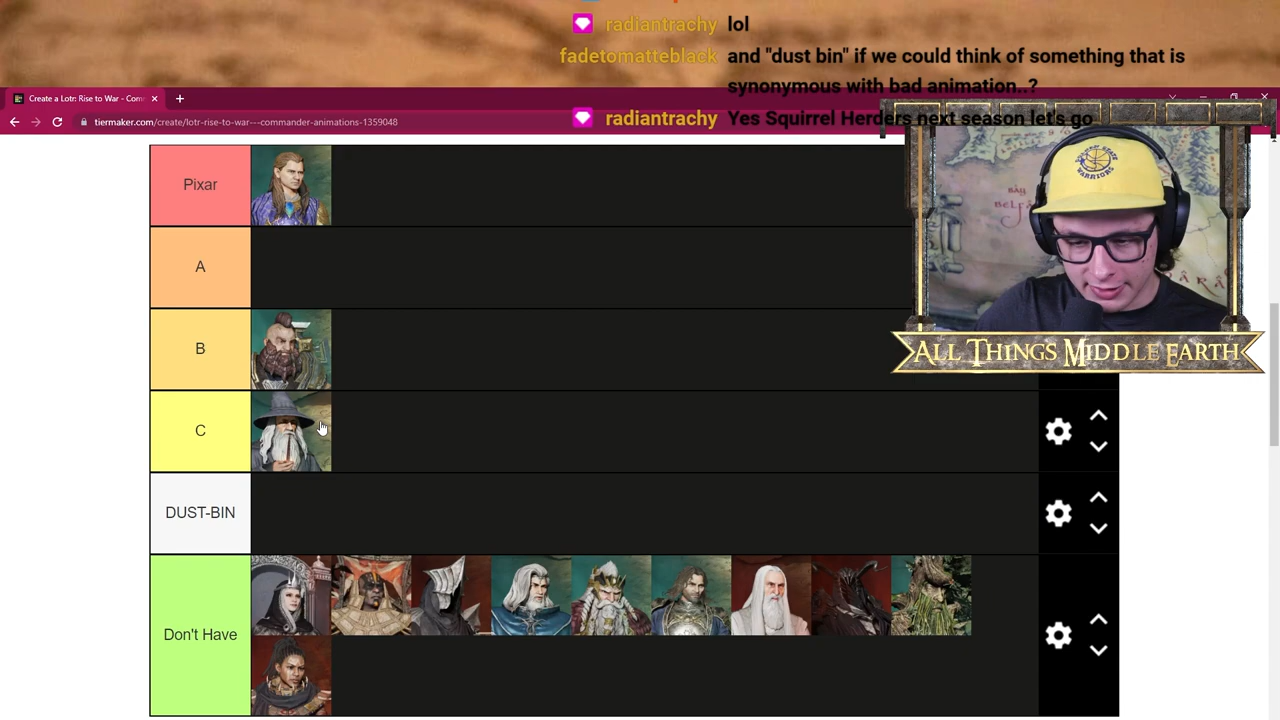 radiantrachy lol
fadetomatteblack and "dust bin" if we could think of something that is
synonymous with bad animation..?
Create a Lotr: Rise to War - Com
radiantrachy Yes Squirrel Herders next season let's go
tiermaker.com/create/lotr-rise-to-war---commander-animations-1359048
Pixar
A
B
C
DUST-BIN
Don't Have
WARRIORS
BELFA
ALL THINGS MIDDLE EARTH